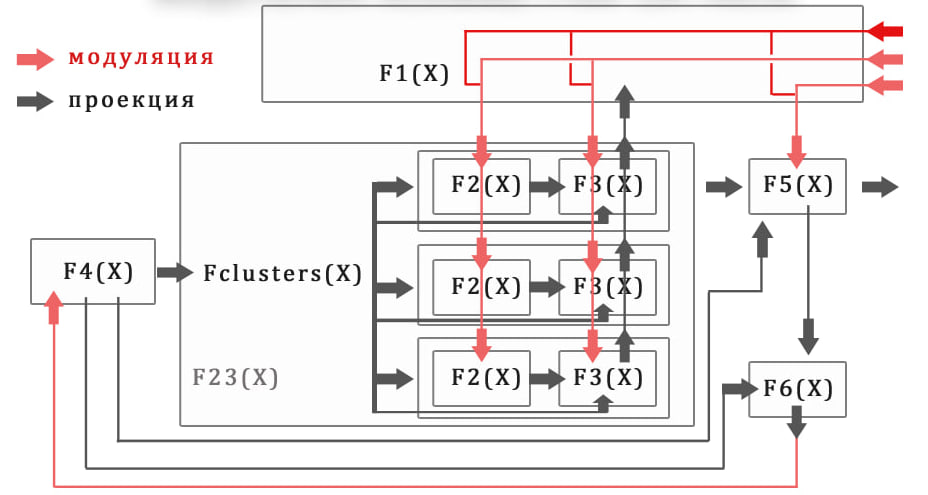 модуляция
F1(X)
проекция
F2(X)
F3(X)
F5(X)
F4(X)
Fclusters(X)
F2(X)
F3(X)
F23(X)
F2(X)
F3(X)
F6(X)